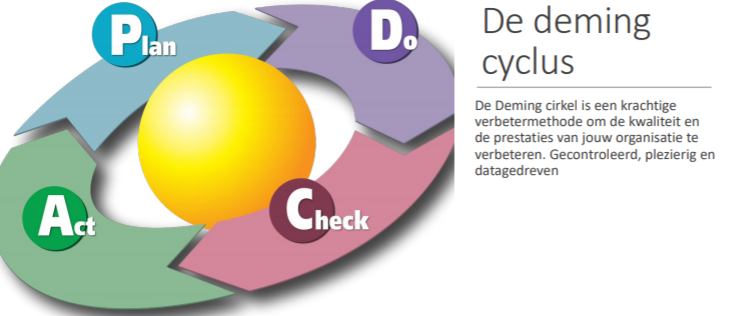 Plan
Do
Check
Act
De deming
cyclus
De Deming cirkel is een krachtige
verbetermethode om de kwaliteit en
de prestaties van jouw organisatie te
verbeteren. Gecontroleerd, plezierig en
datagedreven